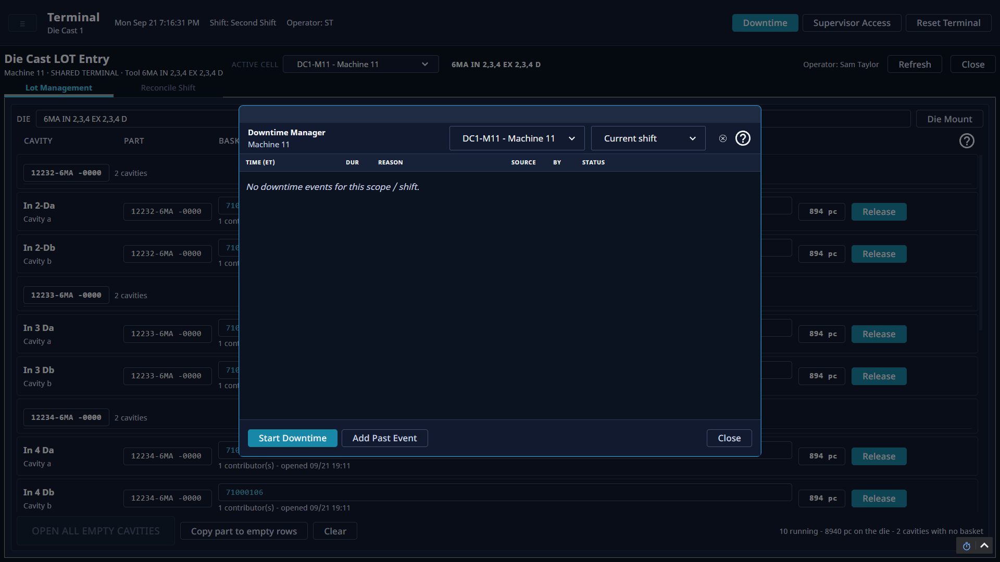 Terminal
Die Cast 1
Mon Sep 21 7:16:31 PM
Shift: Second Shift
Operator: ST
Downtime
Supervisor Access
Reset Terminal
Die Cast LOT Entry
Machine 11 · SHARED TERMINAL · Tool 6MA IN 2,3,4 EX 2,3,4 D
ACTIVE CELL
DC1-M11 - Machine 11
6MA IN 2,3,4 EX 2,3,4 D
Operator: Sam Taylor
Refresh
Close
Lot Management
Reconcile Shift
DIE
6MA IN 2,3,4 EX 2,3,4 D
Die Mount
CAVITY
PART
BASK
Downtime Manager
Machine 11
DC1-M11 - Machine 11
Current shift
TIME (ET)
DUR
REASON
SOURCE
BY
STATUS
No downtime events for this scope / shift.
Start Downtime
Add Past Event
Close
12232-6MA -0000
2 cavities
In 2-Da
Cavity a
12232-6MA -0000
710
1 cont
894 pc
Release
In 2-Db
Cavity b
12232-6MA -0000
710
1 cont
894 pc
Release
12233-6MA -0000
2 cavities
In 3 Da
Cavity a
12233-6MA -0000
710
1 cont
894 pc
Release
In 3 Db
Cavity b
12233-6MA -0000
710
1 cont
894 pc
Release
12234-6MA -0000
2 cavities
In 4 Da
Cavity a
12234-6MA -0000
710
1 contributor(s) - opened 09/21 19:11
894 pc
Release
In 4 Db
Cavity b
12234-6MA -0000
71000106
1 contributor(s) - opened 09/21 19:11
894 pc
Release
OPEN ALL EMPTY CAVITIES
Copy part to empty rows
Clear
10 running - 8940 pc on the die - 2 cavities with no basket